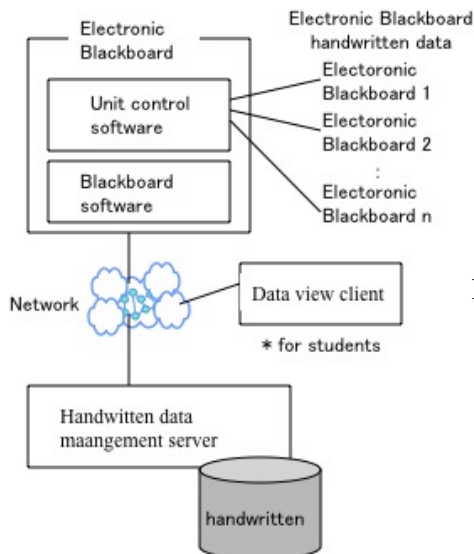 Electronic
Blackboard
Electronic Blackboard
handwritten data
Unit control
software
Electoronic
Blackboard 1
Electoronic
Blackboard 2
:
Electoronic
Blackboard n
Blackboard
software
Network
Data view client
* for students
Handwitten data
maangement server
handwritten